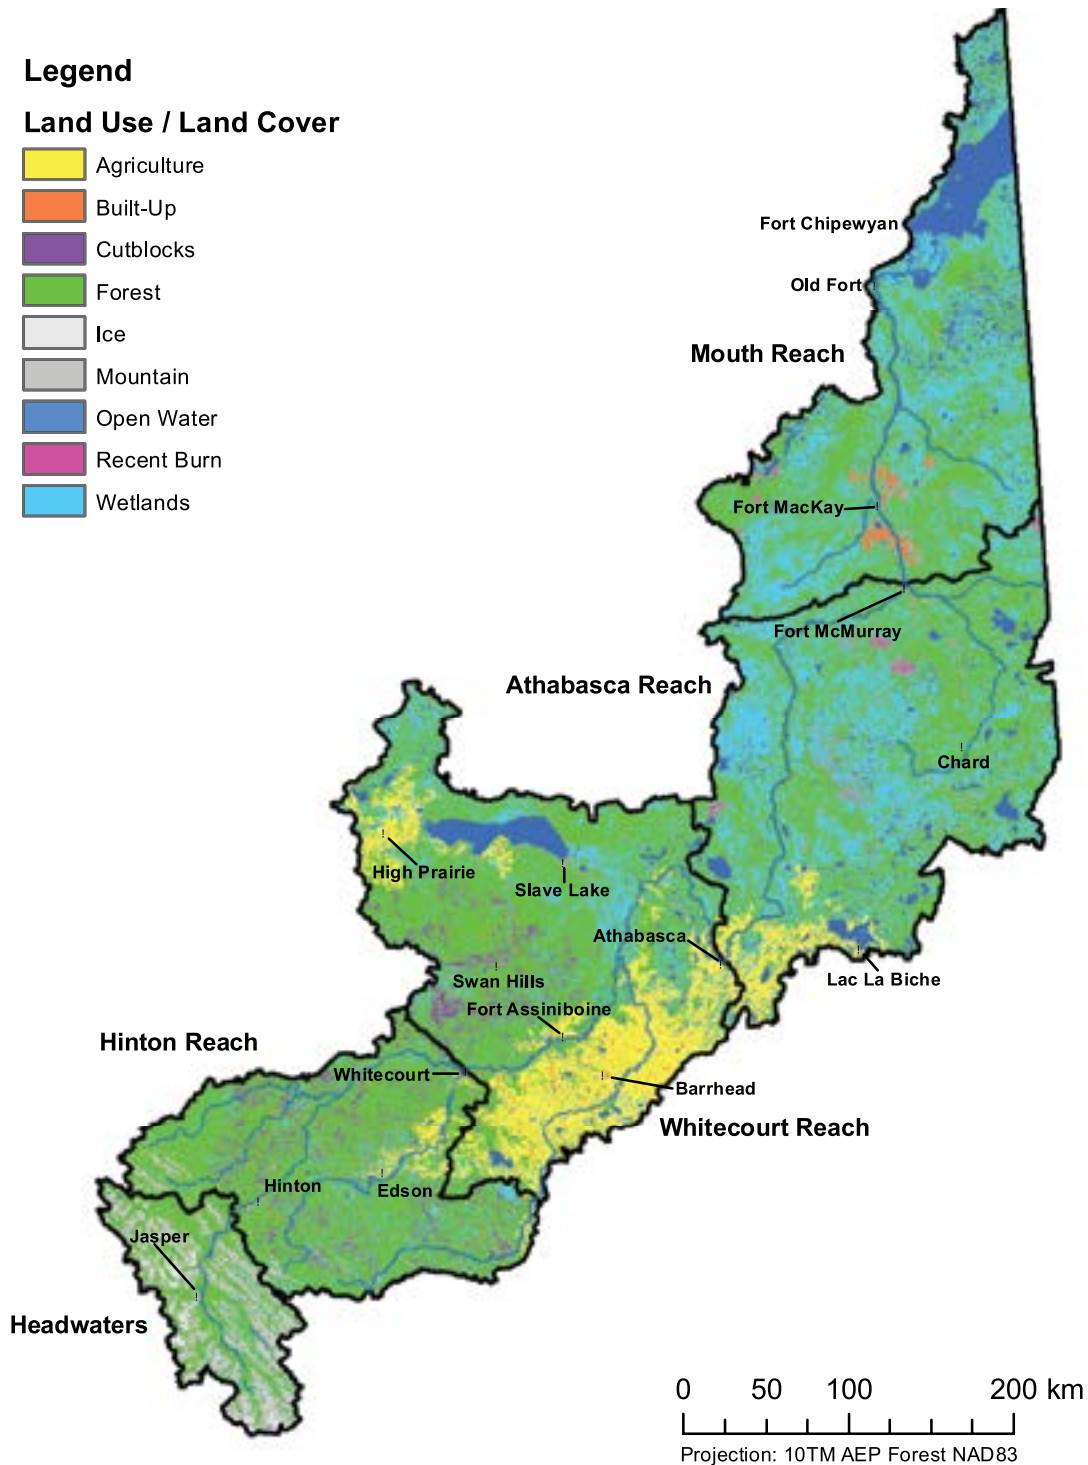 Legend
Land Use / Land Cover
Agriculture
Built-Up
Cutblocks
Forest
Ice
Mountain
Open Water
Recent Burn
Wetlands
Fort Chipewyan
Old Fort
Mouth Reach
Fort MacKay
Fort McMurray
Athabasca Reach
Chard
High Prairie
Slave Lake
Athabasca
Lac La Biche
Swan Hills
Fort Assiniboine
Hinton Reach
Whitecourt
Barrhead
Whitecourt Reach
Hinton
Edson
Jasper
Headwaters
0 50 100 200 km
Projection: 10TM AEP Forest NAD83